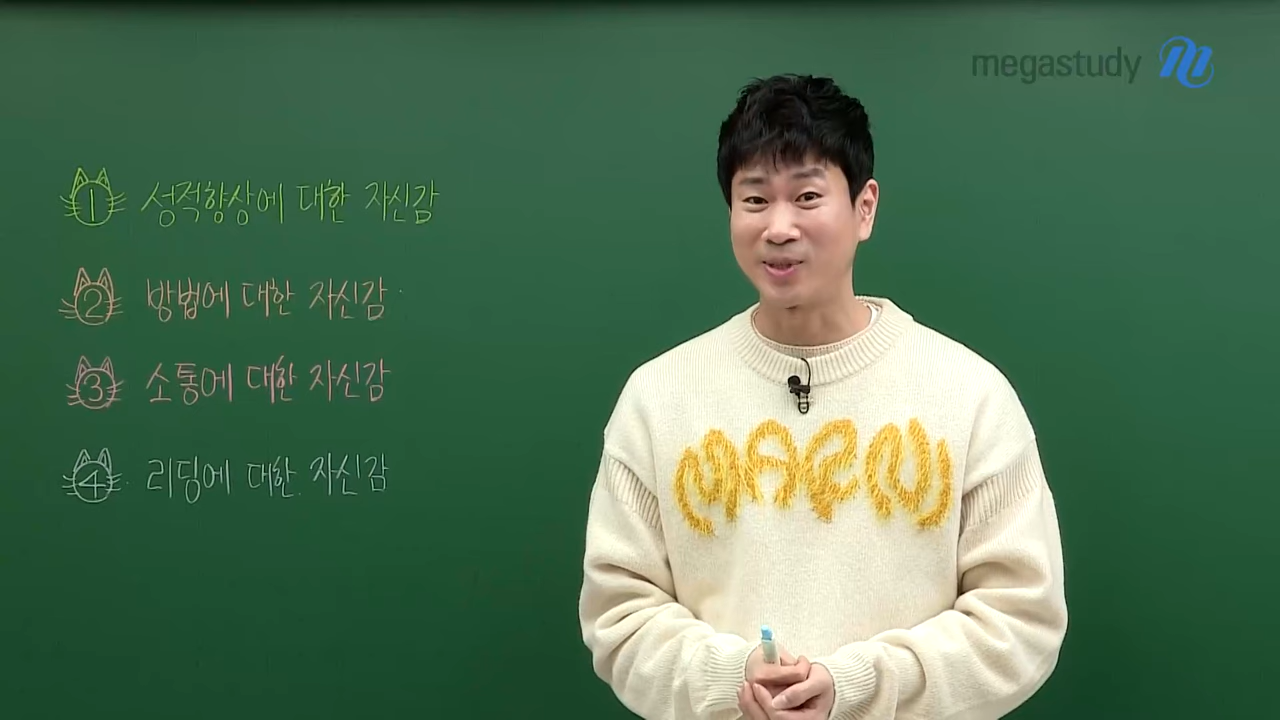 megastudy
① 성적향상에 대한 자신감
② 방법에 대한 자신감
③ 소통에 대한 자신감
④ 리딩에 대한 자신감